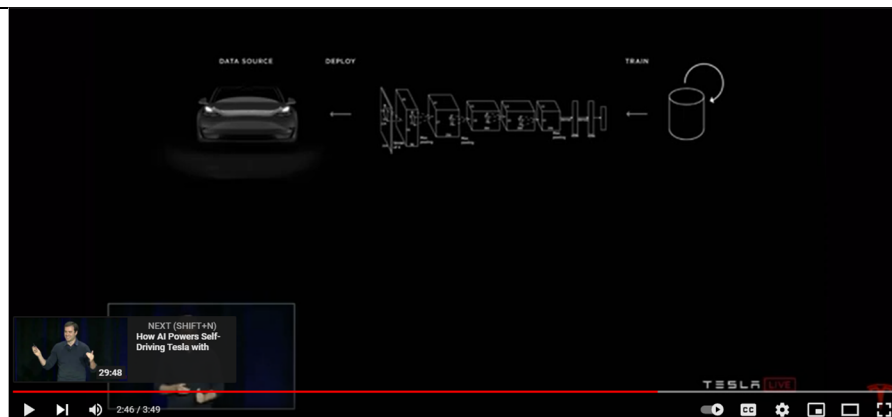 DATA SOURCE
DEPLOY
TRAIN
NEXT (SHIFT+N)
How AI Powers Self-
Driving Tesla with
29:48
TESLA LIVE
2:46 / 3:49
CC